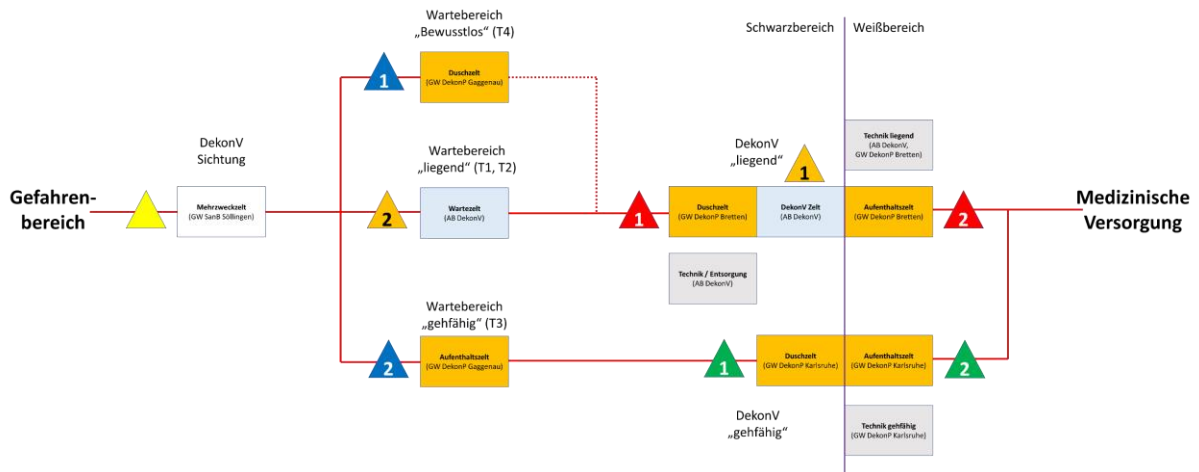 Wartebereich
„Bewusstlos“ (T4)
Schwarzbereich
Weißbereich
1
Duschzelt
(GW DekonP Gaggenau)
DekonV
Sichtung
Wartebereich
„liegend“ (T1, T2)
DekonV
„liegend“
1
Technik liegend
(AB DekonV,
GW DekonP Bretten)
Gefahren-
bereich
Mehrzweckzelt
(GW SanB Söllingen)
2
Wartezelt
(AB DekonV)
1
Duschzelt
(GW DekonP Bretten)
DekonV Zelt
(AB DekonV)
Aufenthaltszelt
(GW DekonP Bretten)
2
Medizinische
Versorgung
Technik / Entsorgung
(AB DekonV)
Wartebereich
„gehfähig“ (T3)
2
Aufenthaltszelt
(GW DekonP Gaggenau)
1
Duschzelt
(GW DekonP Karlsruhe)
Aufenthaltszelt
(GW DekonP Karlsruhe)
2
DekonV
„gehfähig“
Technik gehfähig
(GW DekonP Karlsruhe)